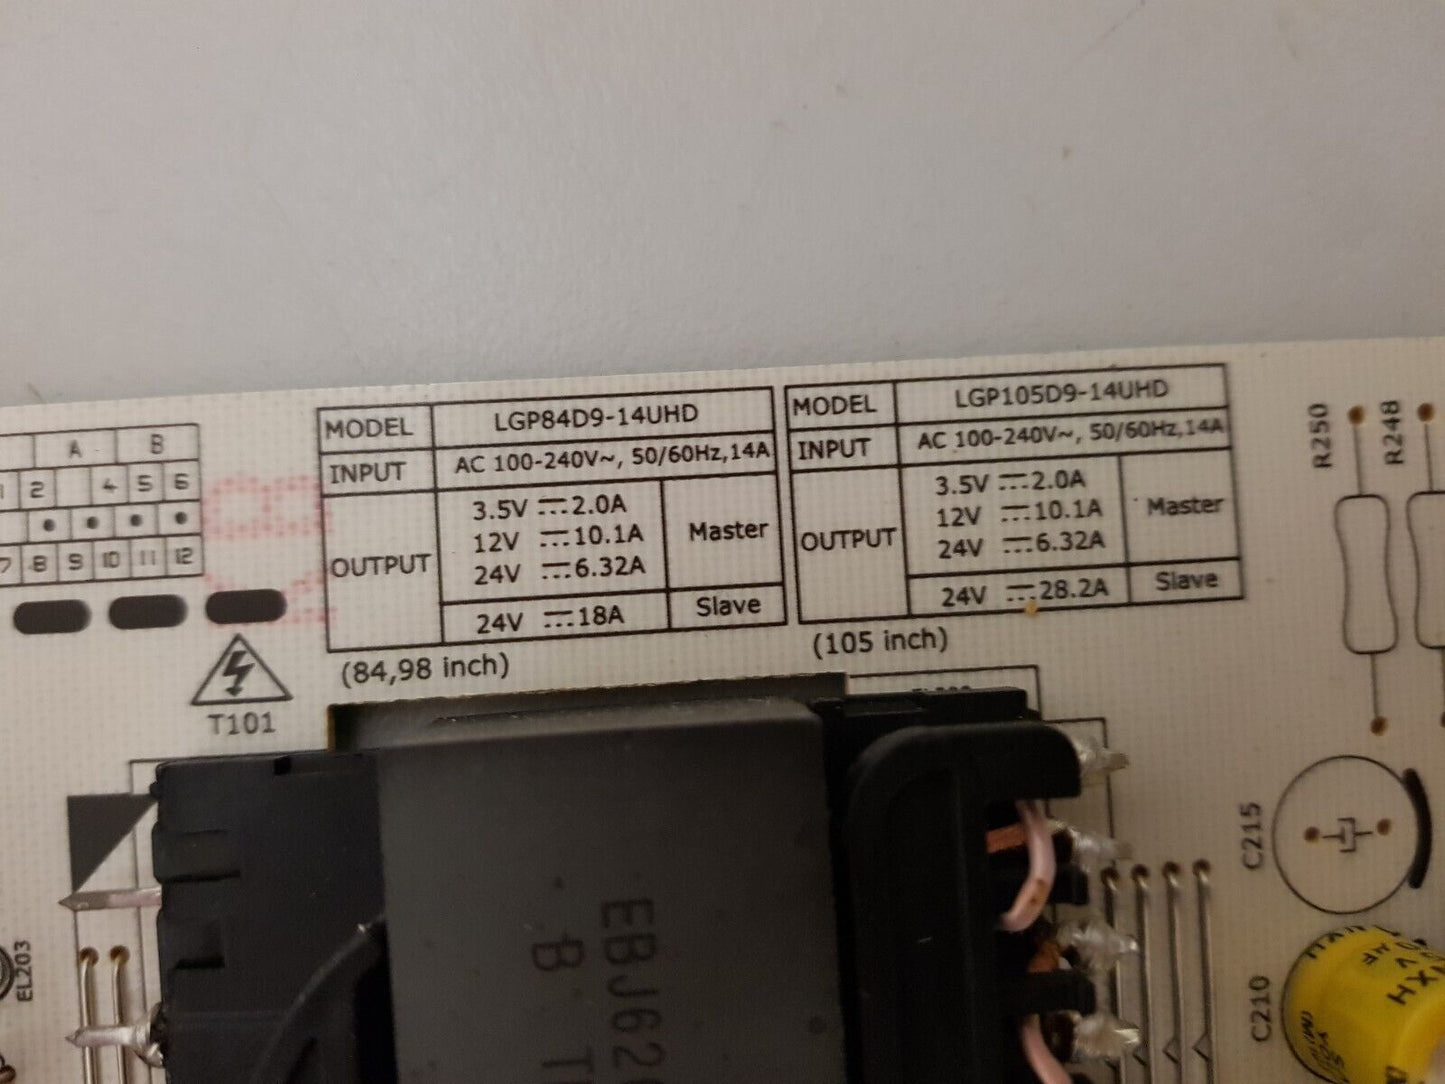 A B
1 2 4 5 6
7 8 9 10 11 12
MODEL LGP84D9-14UHD
INPUT AC 100-240V~, 50/60Hz,14A
OUTPUT
3.5V ⎓ 2.0A
12V ⎓ 10.1A
24V ⎓ 6.32A
Master
24V ⎓ 18A Slave
(84,98 inch)
MODEL LGP105D9-14UHD
INPUT AC 100-240V~, 50/60Hz,14A
OUTPUT
3.5V ⎓ 2.0A
12V ⎓ 10.1A
24V ⎓ 6.32A
Master
24V ⎓ 28.2A Slave
(105 inch)
T101
R250
R248
C215
C210
EL203
EBJ62
B T
HXH